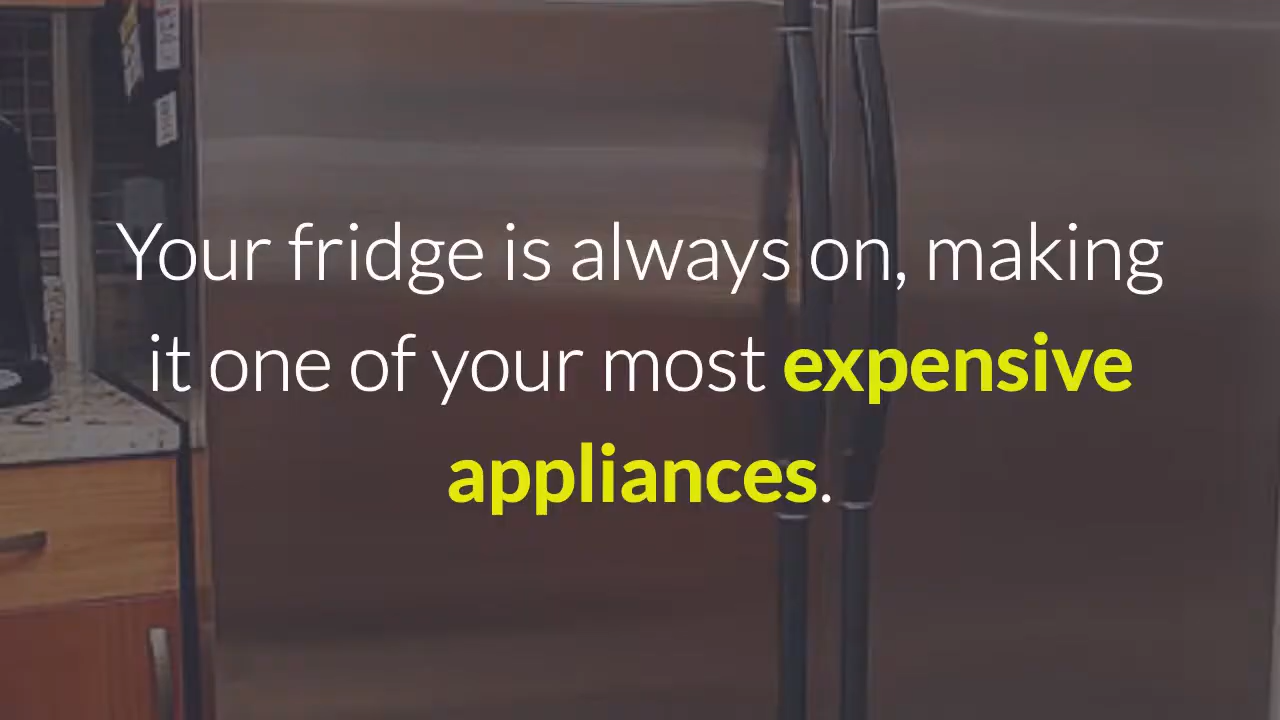 Your fridge is always on, making
it one of your most expensive
appliances.